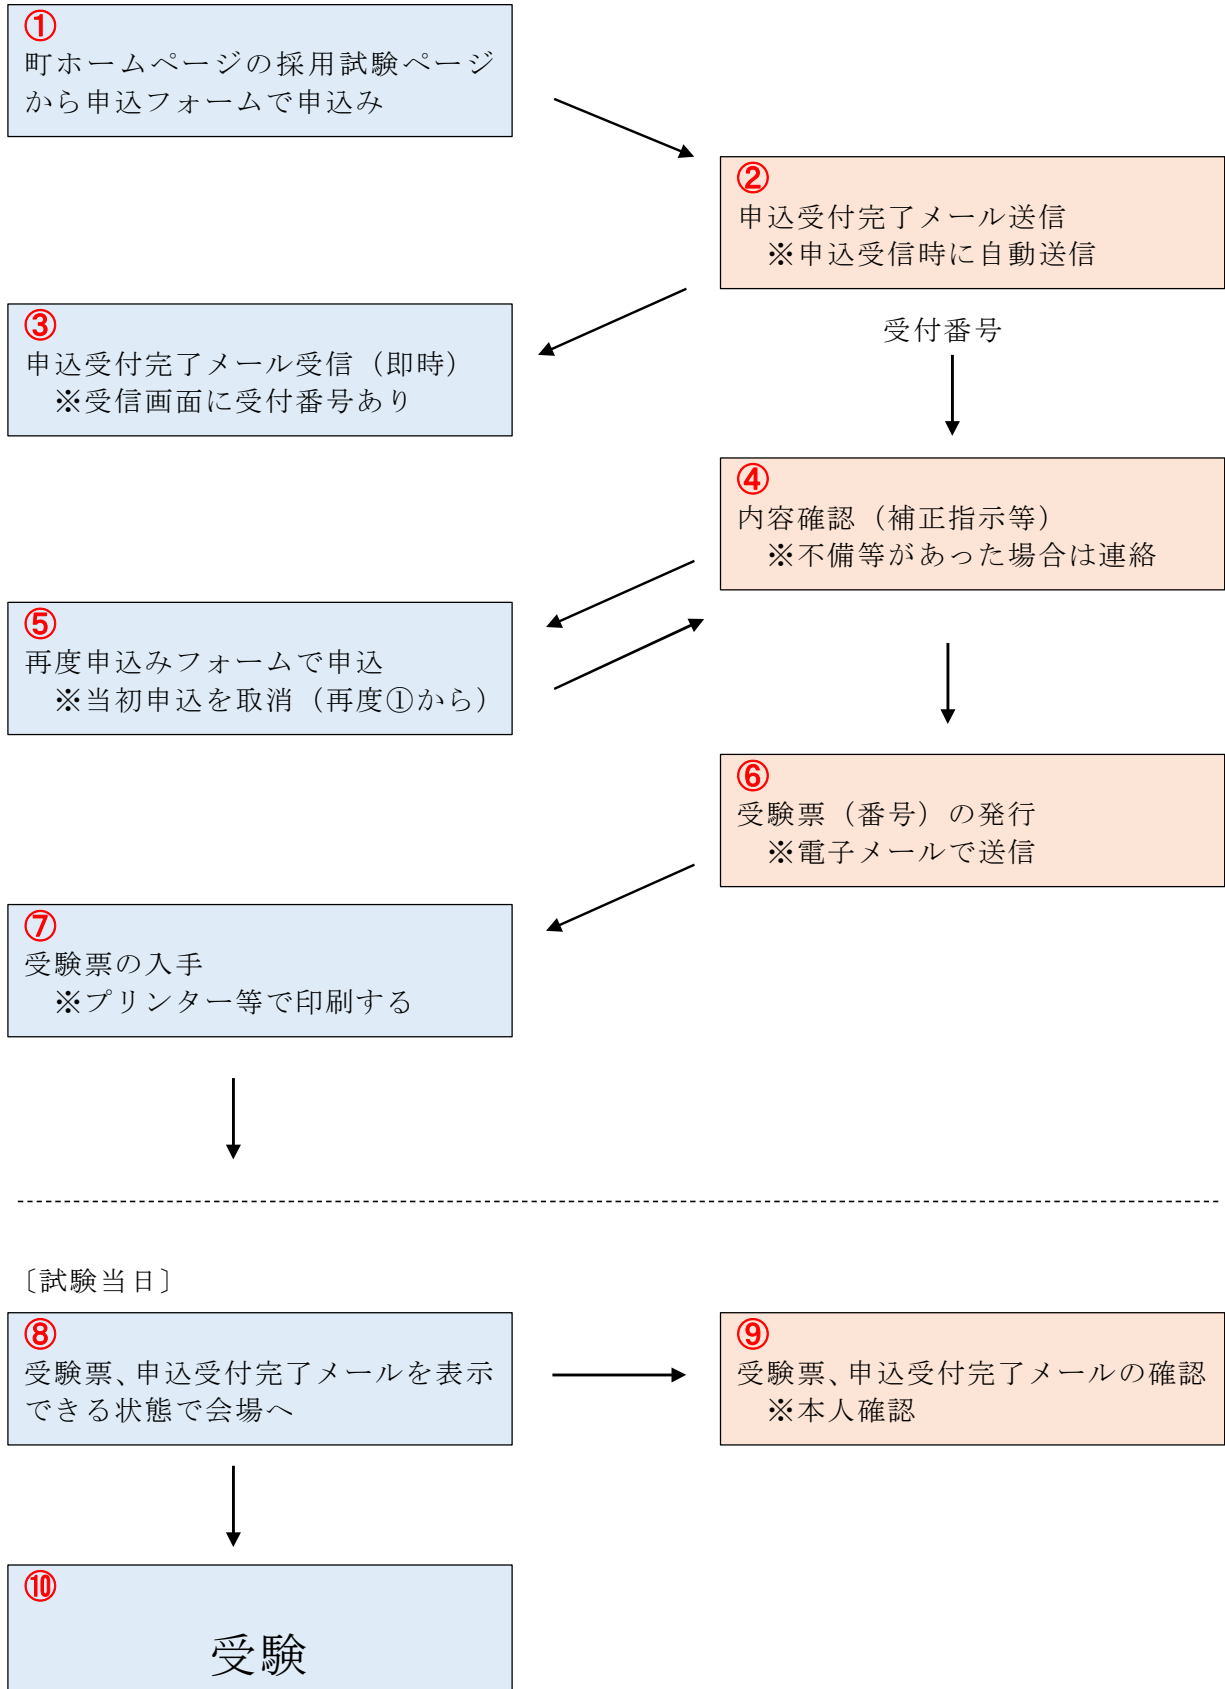 ①
町ホームページの採用試験ページ
から申込フォームで申込み
②
申込受付完了メール送信
※申込受信時に自動送信
③
申込受付完了メール受信（即時）
※受信画面に受付番号あり
受付番号
④
内容確認（補正指示等）
※不備等があった場合は連絡
⑤
再度申込みフォームで申込
※当初申込を取消（再度①から）
⑥
受験票（番号）の発行
※電子メールで送信
⑦
受験票の入手
※プリンター等で印刷する
〔試験当日〕
⑧
受験票、申込受付完了メールを表示
できる状態で会場へ
⑨
受験票、申込受付完了メールの確認
※本人確認
⑩
受験